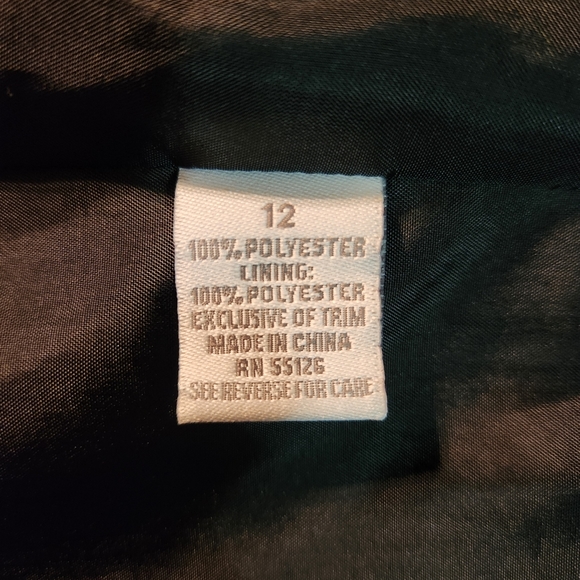 12
100% POLYESTER
LINING:
100% POLYESTER
EXCLUSIVE OF TRIM
MADE IN CHINA
RN 55126
SEE REVERSE FOR CARE